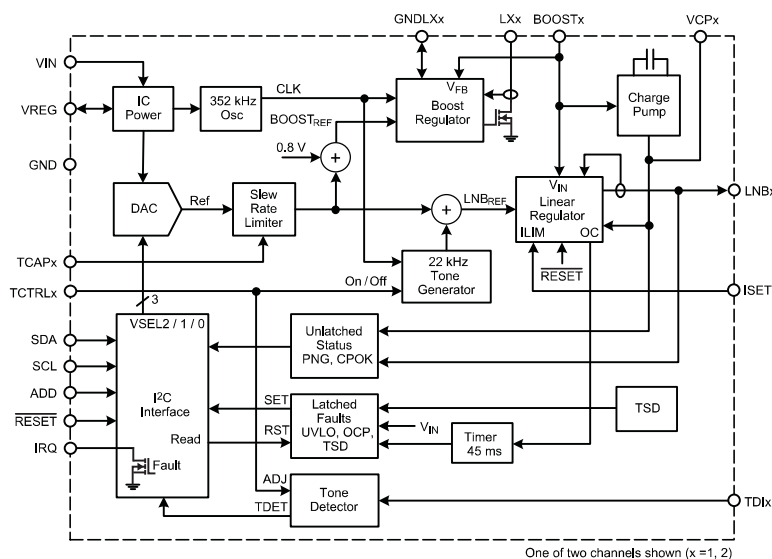 GNDLXx
LXx
BOOSTx
VCPx
VIN
VREG
GND
TCAPx
TCTRLx
SDA
SCL
ADD
RESET
IRQ
IC
Power
352 kHz
Osc
CLK
BOOSTREF
0.8 V
+
VFB
Boost
Regulator
Charge
Pump
DAC
Ref
Slew
Rate
Limiter
+
LNBREF
VIN
Linear
Regulator
ILIM OC
RESET
LNBx
ISET
22 kHz
Tone
Generator
On / Off
3
VSEL2 / 1 / 0
I2C
Interface
Read
Fault
Unlatched
Status
PNG, CPOK
SET
RST
Latched
Faults
UVLO, OCP,
TSD
VIN
TSD
Timer
45 ms
ADJ
TDET
Tone
Detector
TDIx
One of two channels shown (x =1, 2)